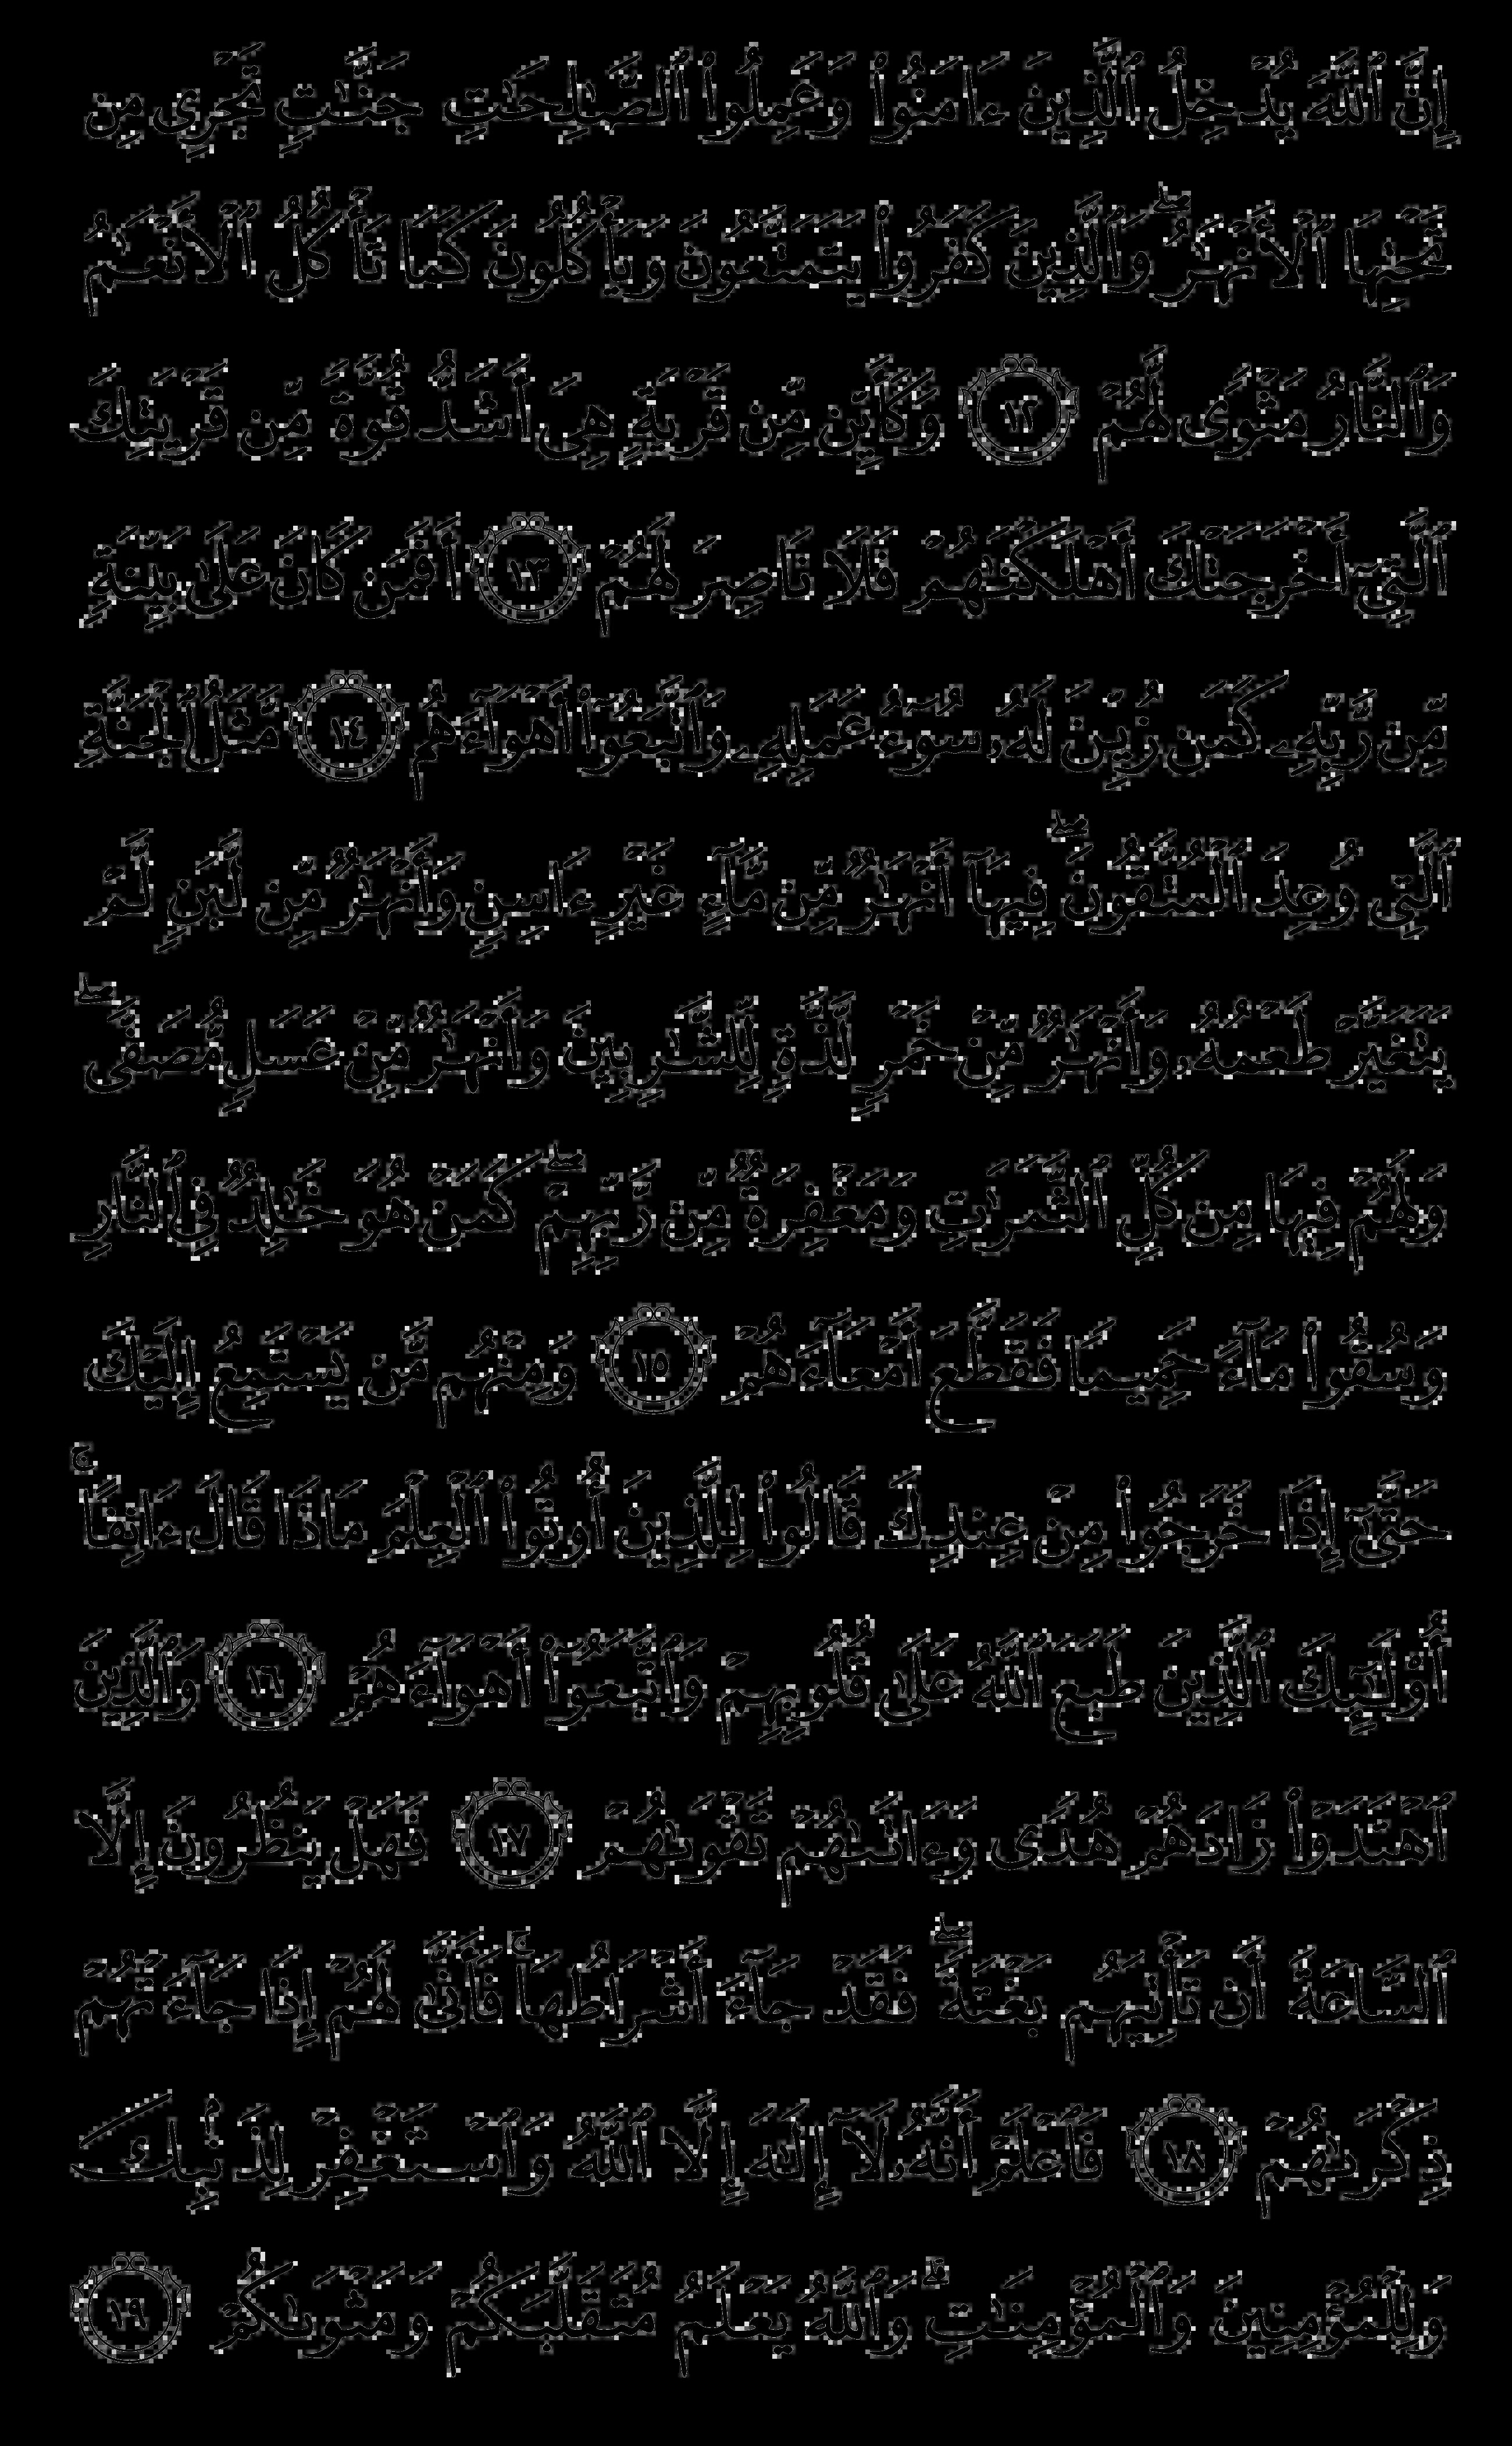 إِنَّ ٱللَّهَ يُدْخِلُ ٱلَّذِينَ ءَامَنُوا۟ وَعَمِلُوا۟ ٱلصَّـٰلِحَـٰتِ جَنَّـٰتٍ تَجْرِى مِن
تَحْتِهَا ٱلْأَنْهَـٰرُ ۖ وَٱلَّذِينَ كَفَرُوا۟ يَتَمَتَّعُونَ وَيَأْكُلُونَ كَمَا تَأْكُلُ ٱلْأَنْعَـٰمُ
وَٱلنَّارُ مَثْوًى لَّهُمْ ١٢ وَكَأَيِّن مِّن قَرْيَةٍ هِىَ أَشَدُّ قُوَّةً مِّن قَرْيَتِكَ
ٱلَّتِىٓ أَخْرَجَتْكَ أَهْلَكْنَـٰهُمْ فَلَا نَاصِرَ لَهُمْ ١٣ أَفَمَن كَانَ عَلَىٰ بَيِّنَةٍ
مِّن رَّبِّهِۦ كَمَن زُيِّنَ لَهُۥ سُوٓءُ عَمَلِهِۦ وَٱتَّبَعُوٓا۟ أَهْوَآءَهُم ١٤ مَّثَلُ ٱلْجَنَّةِ
ٱلَّتِى وُعِدَ ٱلْمُتَّقُونَ ۖ فِيهَآ أَنْهَـٰرٌ مِّن مَّآءٍ غَيْرِ ءَاسِنٍ وَأَنْهَـٰرٌ مِّن لَّبَنٍ لَّمْ
يَتَغَيَّرْ طَعْمُهُۥ وَأَنْهَـٰرٌ مِّنْ خَمْرٍ لَّذَّةٍ لِّلشَّـٰرِبِينَ وَأَنْهَـٰرٌ مِّنْ عَسَلٍ مُّصَفًّى ۖ
وَلَهُمْ فِيهَا مِن كُلِّ ٱلثَّمَرَٰتِ وَمَغْفِرَةٌ مِّن رَّبِّهِمْ ۖ كَمَنْ هُوَ خَـٰلِدٌ فِى ٱلنَّارِ
وَسُقُوا۟ مَآءً حَمِيمًا فَقَطَّعَ أَمْعَآءَهُمْ ١٥ وَمِنْهُم مَّن يَسْتَمِعُ إِلَيْكَ
حَتَّىٰٓ إِذَا خَرَجُوا۟ مِنْ عِندِكَ قَالُوا۟ لِلَّذِينَ أُوتُوا۟ ٱلْعِلْمَ مَاذَا قَالَ ءَانِفًا ۚ
أُو۟لَـٰٓئِكَ ٱلَّذِينَ طَبَعَ ٱللَّهُ عَلَىٰ قُلُوبِهِمْ وَٱتَّبَعُوٓا۟ أَهْوَآءَهُمْ ١٦ وَٱلَّذِينَ
ٱهْتَدَوْا۟ زَادَهُمْ هُدًى وَءَاتَىٰهُمْ تَقْوَىٰهُمْ ١٧ فَهَلْ يَنظُرُونَ إِلَّا
ٱلسَّاعَةَ أَن تَأْتِيَهُم بَغْتَةً ۖ فَقَدْ جَآءَ أَشْرَاطُهَا ۚ فَأَنَّىٰ لَهُمْ إِذَا جَآءَتْهُمْ
ذِكْرَىٰهُمْ ١٨ فَٱعْلَمْ أَنَّهُۥ لَآ إِلَـٰهَ إِلَّا ٱللَّهُ وَٱسْتَغْفِرْ لِذَنۢبِكَ
وَلِلْمُؤْمِنِينَ وَٱلْمُؤْمِنَـٰتِ ۗ وَٱللَّهُ يَعْلَمُ مُتَقَلَّبَكُمْ وَمَثْوَىٰكُمْ ١٩